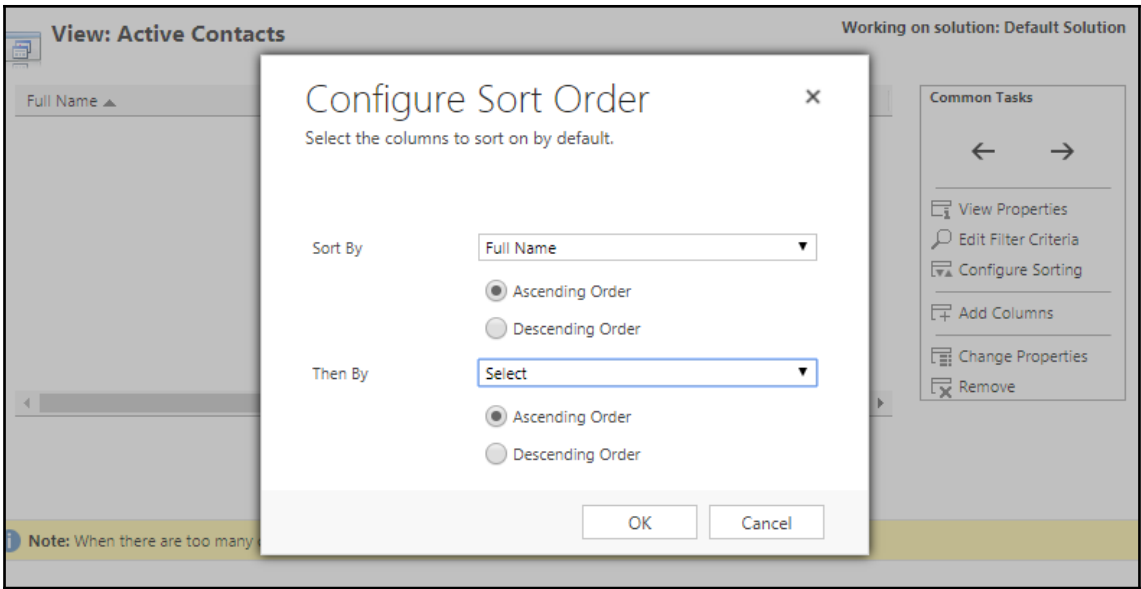 View: Active Contacts
Working on solution: Default Solution
Full Name
Configure Sort Order
Select the columns to sort on by default.
Sort By
Full Name
Ascending Order
Descending Order
Then By
Select
Ascending Order
Descending Order
OK
Cancel
Common Tasks
View Properties
Edit Filter Criteria
Configure Sorting
Add Columns
Change Properties
Remove
Note: When there are too many